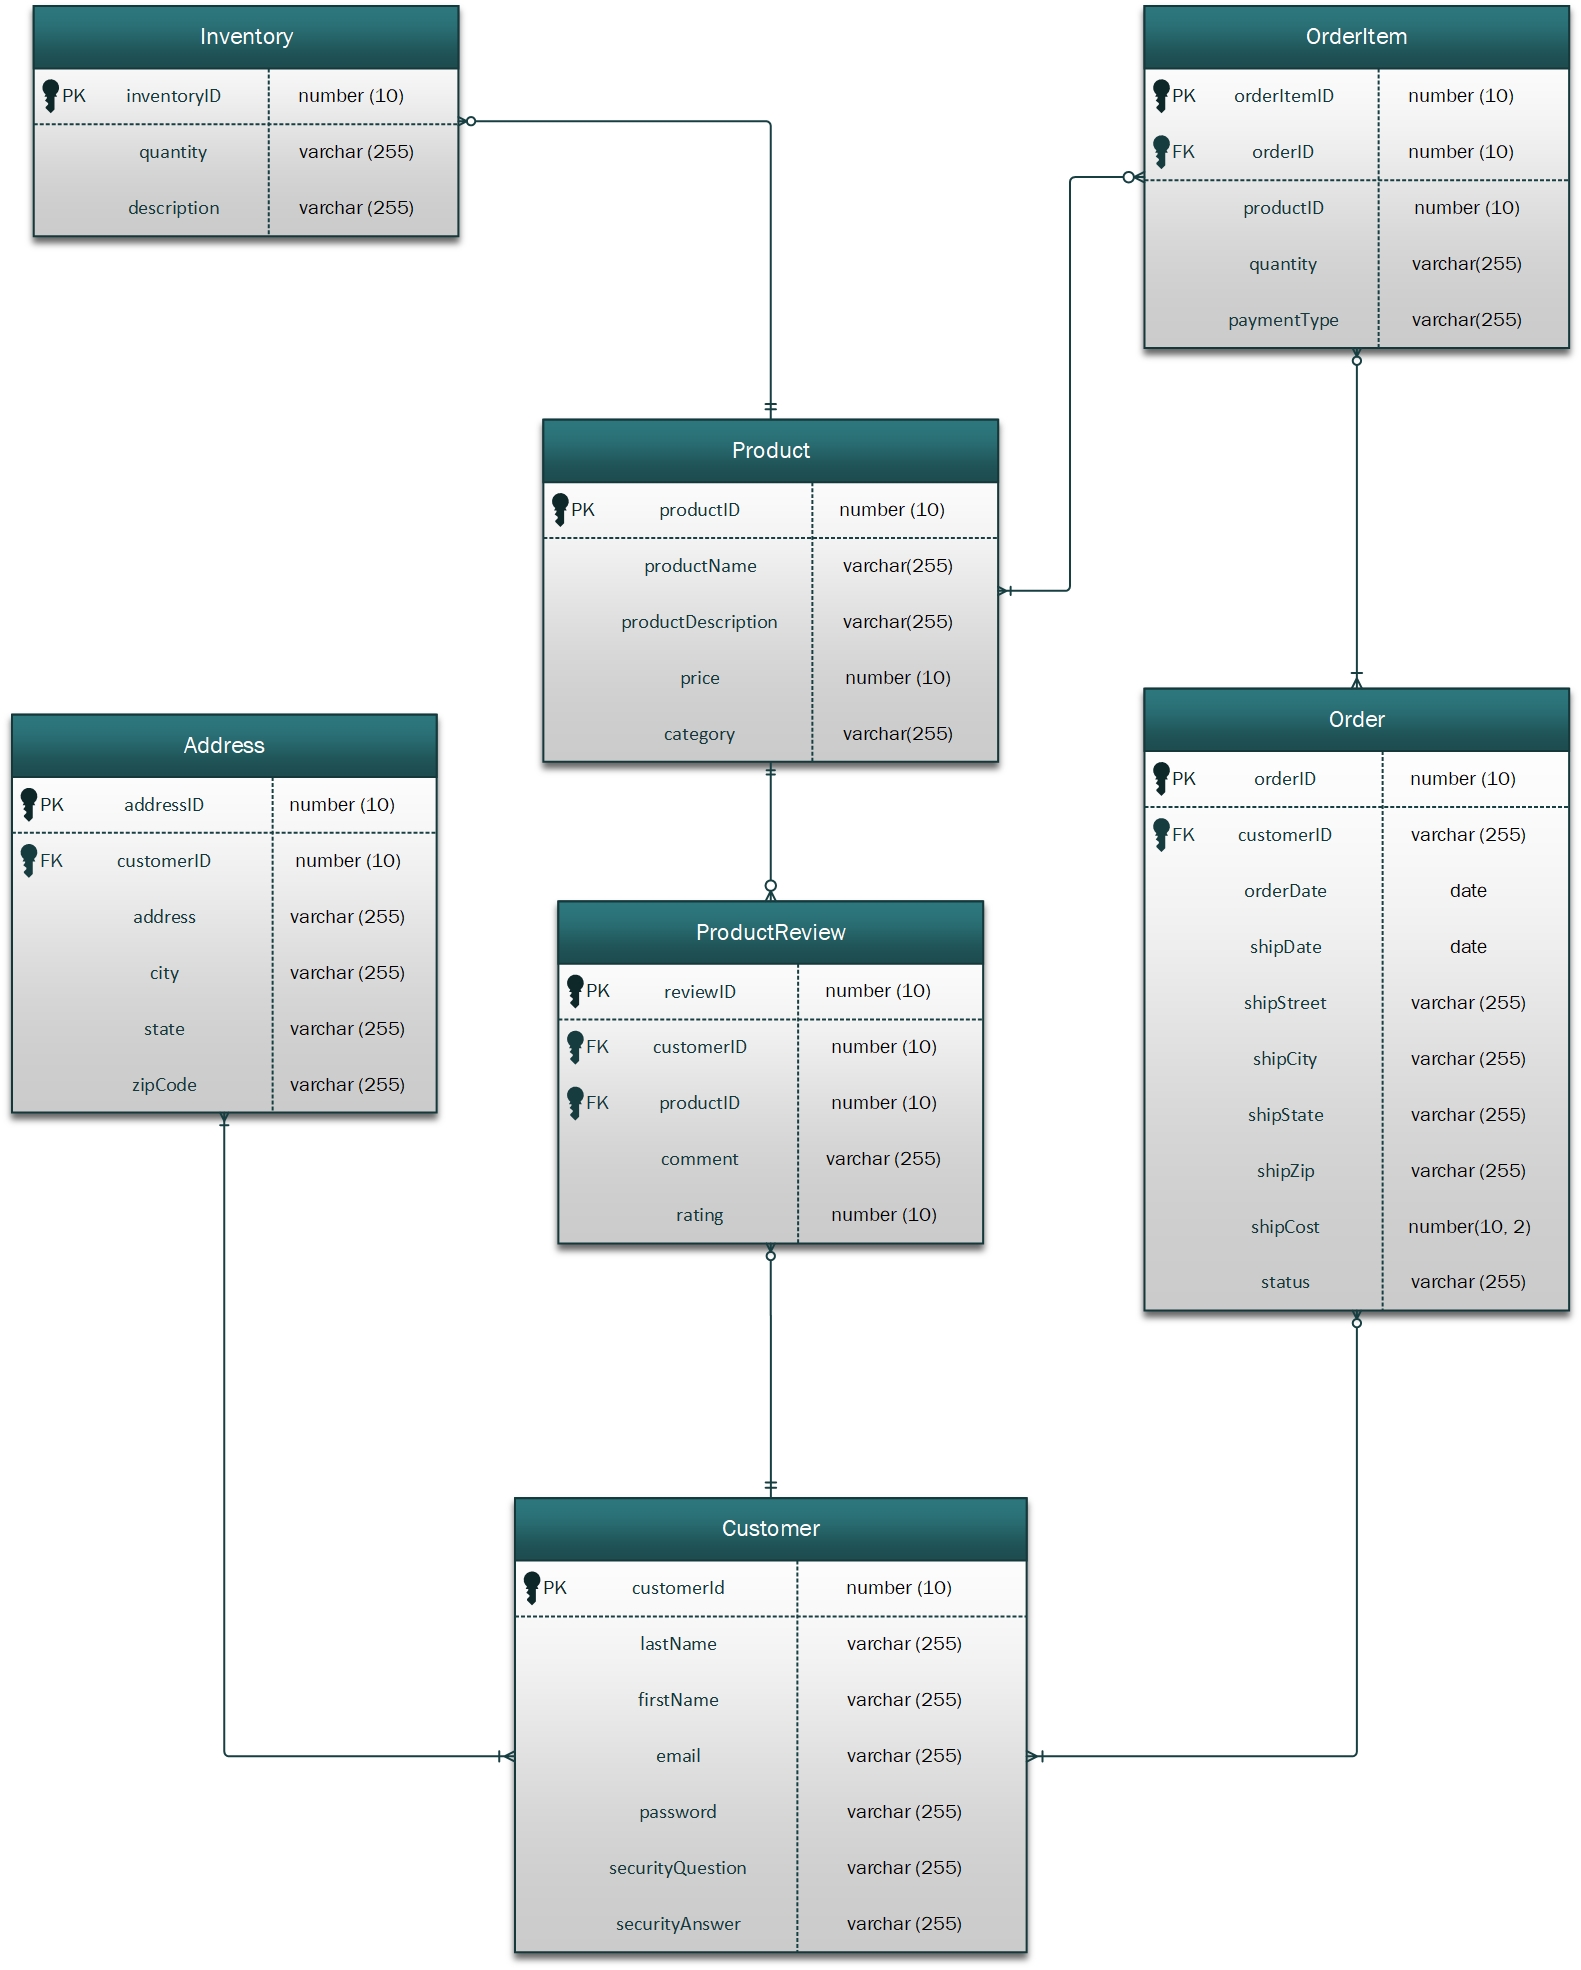 Inventory
PK inventoryID number (10)
quantity varchar (255)
description varchar (255)
OrderItem
PK orderItemID number (10)
FK orderID number (10)
productID number (10)
quantity varchar(255)
paymentType varchar(255)
Product
PK productID number (10)
productName varchar(255)
productDescription varchar(255)
price number (10)
category varchar(255)
Address
PK addressID number (10)
FK customerID number (10)
address varchar (255)
city varchar (255)
state varchar (255)
zipCode varchar (255)
Order
PK orderID number (10)
FK customerID varchar (255)
orderDate date
shipDate date
shipStreet varchar (255)
shipCity varchar (255)
shipState varchar (255)
shipZip varchar (255)
shipCost number(10, 2)
status varchar (255)
ProductReview
PK reviewID number (10)
FK customerID number (10)
FK productID number (10)
comment varchar (255)
rating number (10)
Customer
PK customerId number (10)
lastName varchar (255)
firstName varchar (255)
email varchar (255)
password varchar (255)
securityQuestion varchar (255)
securityAnswer varchar (255)